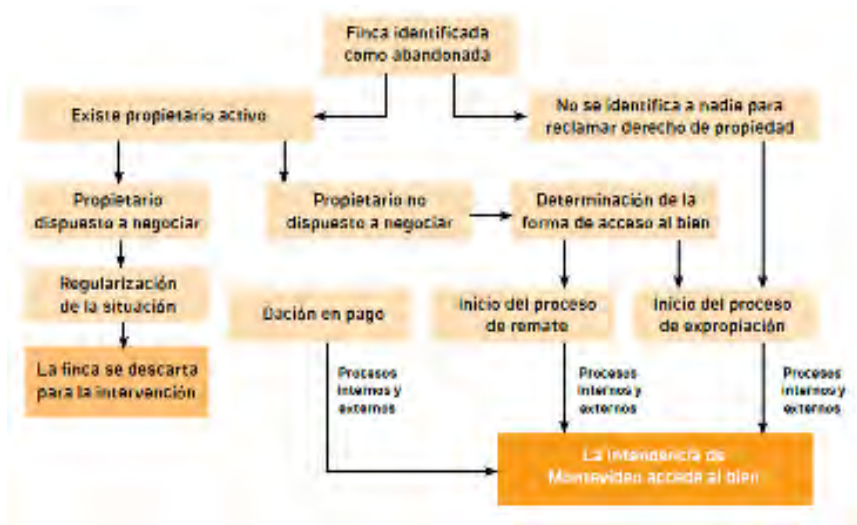 Finca identificada
como abandonada
Existe propietario activo
No se identifica a nadie para
reclamar derecho de propiedad
Propietario
dispuesto a negociar
Propietario no
dispuesto a negociar
Determinación de la
forma de acceso al bien
Regularización
de la situación
Dación en pago
Inicio del proceso
de remate
Inicio del proceso
de expropiación
La finca se descarta
para la intervención
Procesos
internos y
externos
Procesos
internos y
externos
Procesos
internos y
externos
La Intendencia de
Montevideo accede al bien